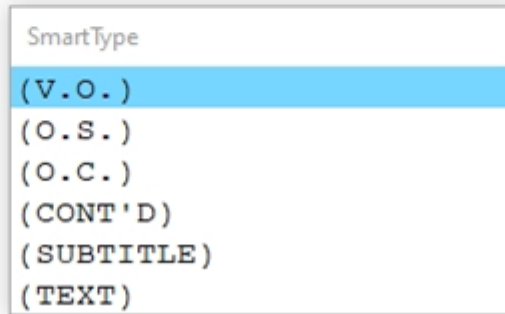 SmartType
(V.O.)
(O.S.)
(O.C.)
(CONT'D)
(SUBTITLE)
(TEXT)